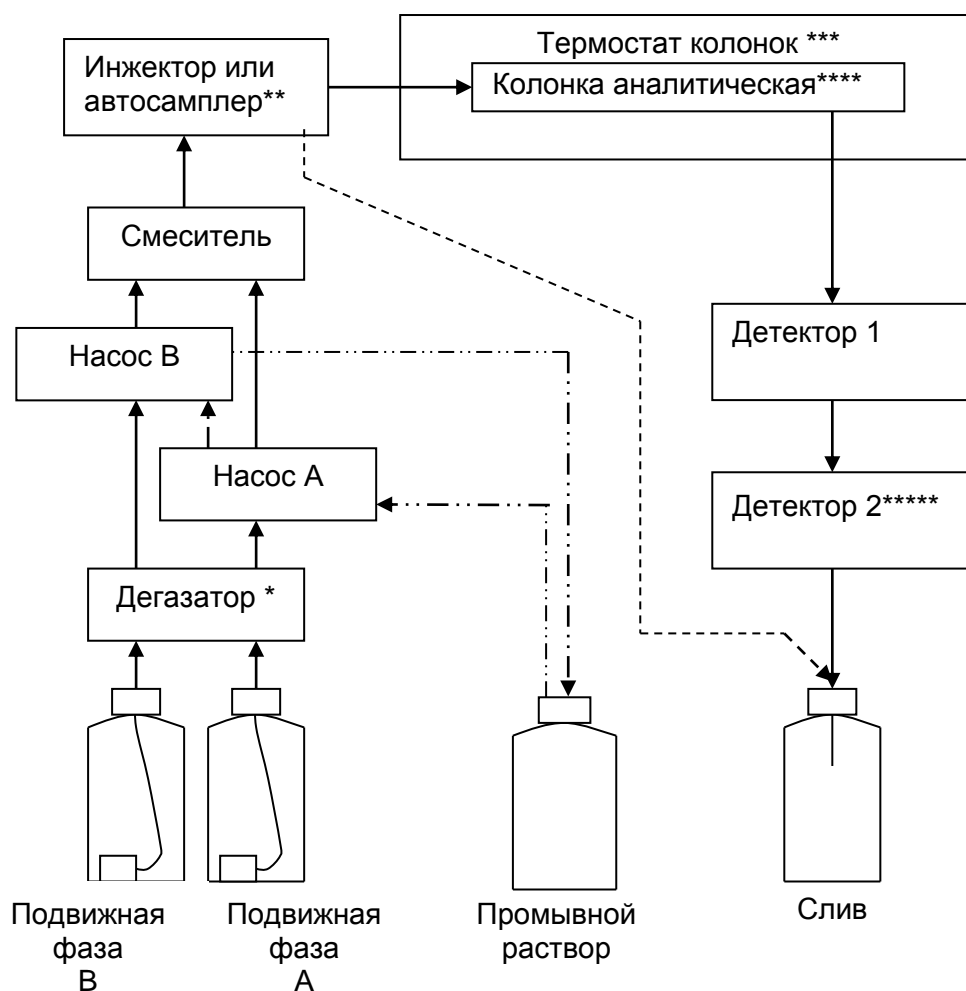 Термостат колонок ***
Инжектор или
автосамплер**
Колонка аналитическая****
Смеситель
Насос В
Детектор 1
Насос А
Детектор 2*****
Дегазатор *
Подвижная
фаза
В
Подвижная
фаза
А
Промывной
раствор
Слив